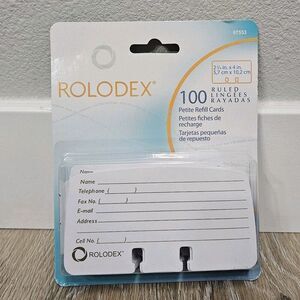 67553
2 ¼ in. x 4 in.
5,7 cm x 10,2 cm
ROLODEX®
100
RULED
LINGÉES
RAYADAS
Petite Refill Cards
Petites fiches de
recharge
Tarjetas pequeñas
de repuesto
Name
Name
Telephone ( )
Fax No. ( )
E-mail
Address
Cell No. ( )
ROLODEX®